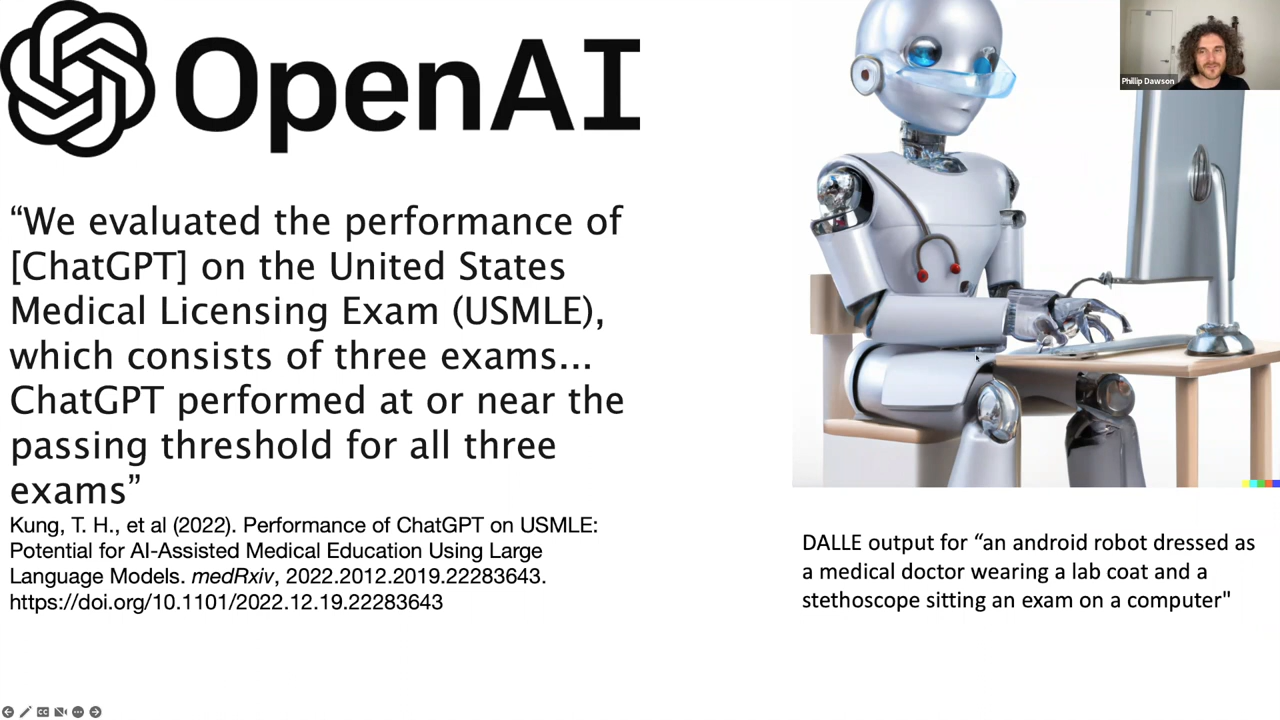 OpenAI
Phillip Dawson
“We evaluated the performance of
[ChatGPT] on the United States
Medical Licensing Exam (USMLE),
which consists of three exams...
ChatGPT performed at or near the
passing threshold for all three
exams”
Kung, T. H., et al (2022). Performance of ChatGPT on USMLE:
Potential for AI-Assisted Medical Education Using Large
Language Models. medRxiv, 2022.2012.2019.22283643.
https://doi.org/10.1101/2022.12.19.22283643
DALLE output for “an android robot dressed as
a medical doctor wearing a lab coat and a
stethoscope sitting an exam on a computer"